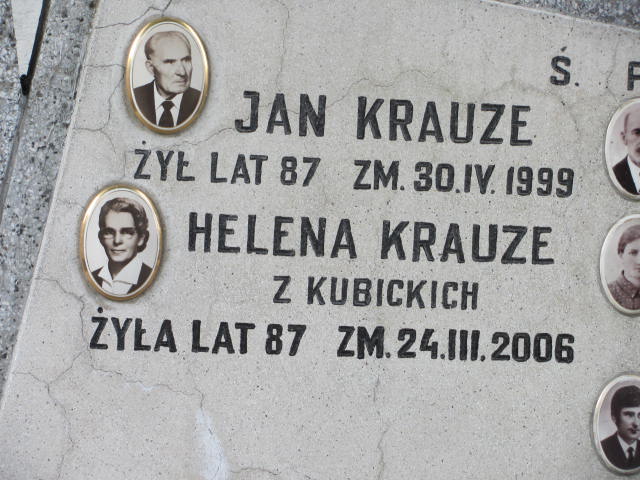 Ś. P
JAN KRAUZE
ŻYŁ LAT 87 ZM. 30.IV. 1999
HELENA KRAUZE
Z KUBICKICH
ŻYŁA LAT 87 ZM. 24.III.2006